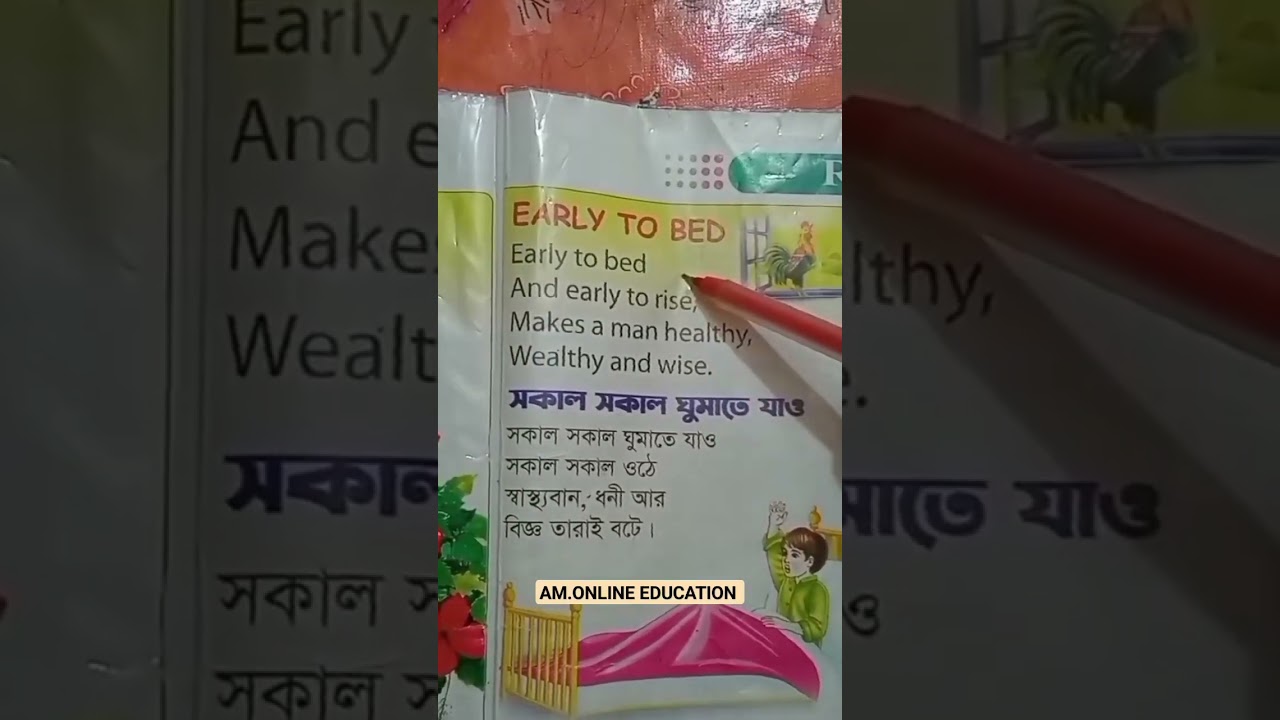 EARLY TO BED
Early to bed
And early to rise,
Makes a man healthy,
Wealthy and wise.
সকাল সকাল ঘুমাতে যাও
সকাল সকাল ঘুমাতে যাও
সকাল সকাল ওঠে
স্বাস্থ্যবান, ধনী আর
বিজ্ঞ তারাই বটে।
AM.ONLINE EDUCATION